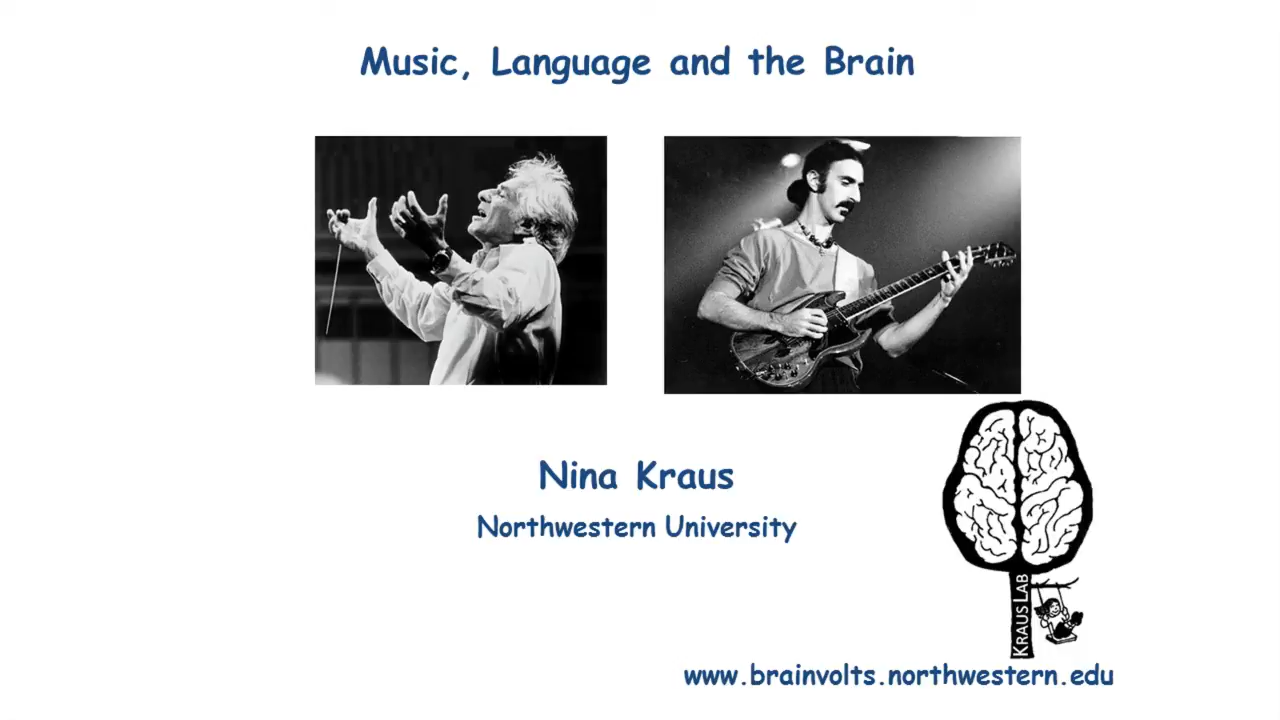 Music, Language and the Brain
Nina Kraus
Northwestern University
KRAUS LAB
www.brainvolts.northwestern.edu